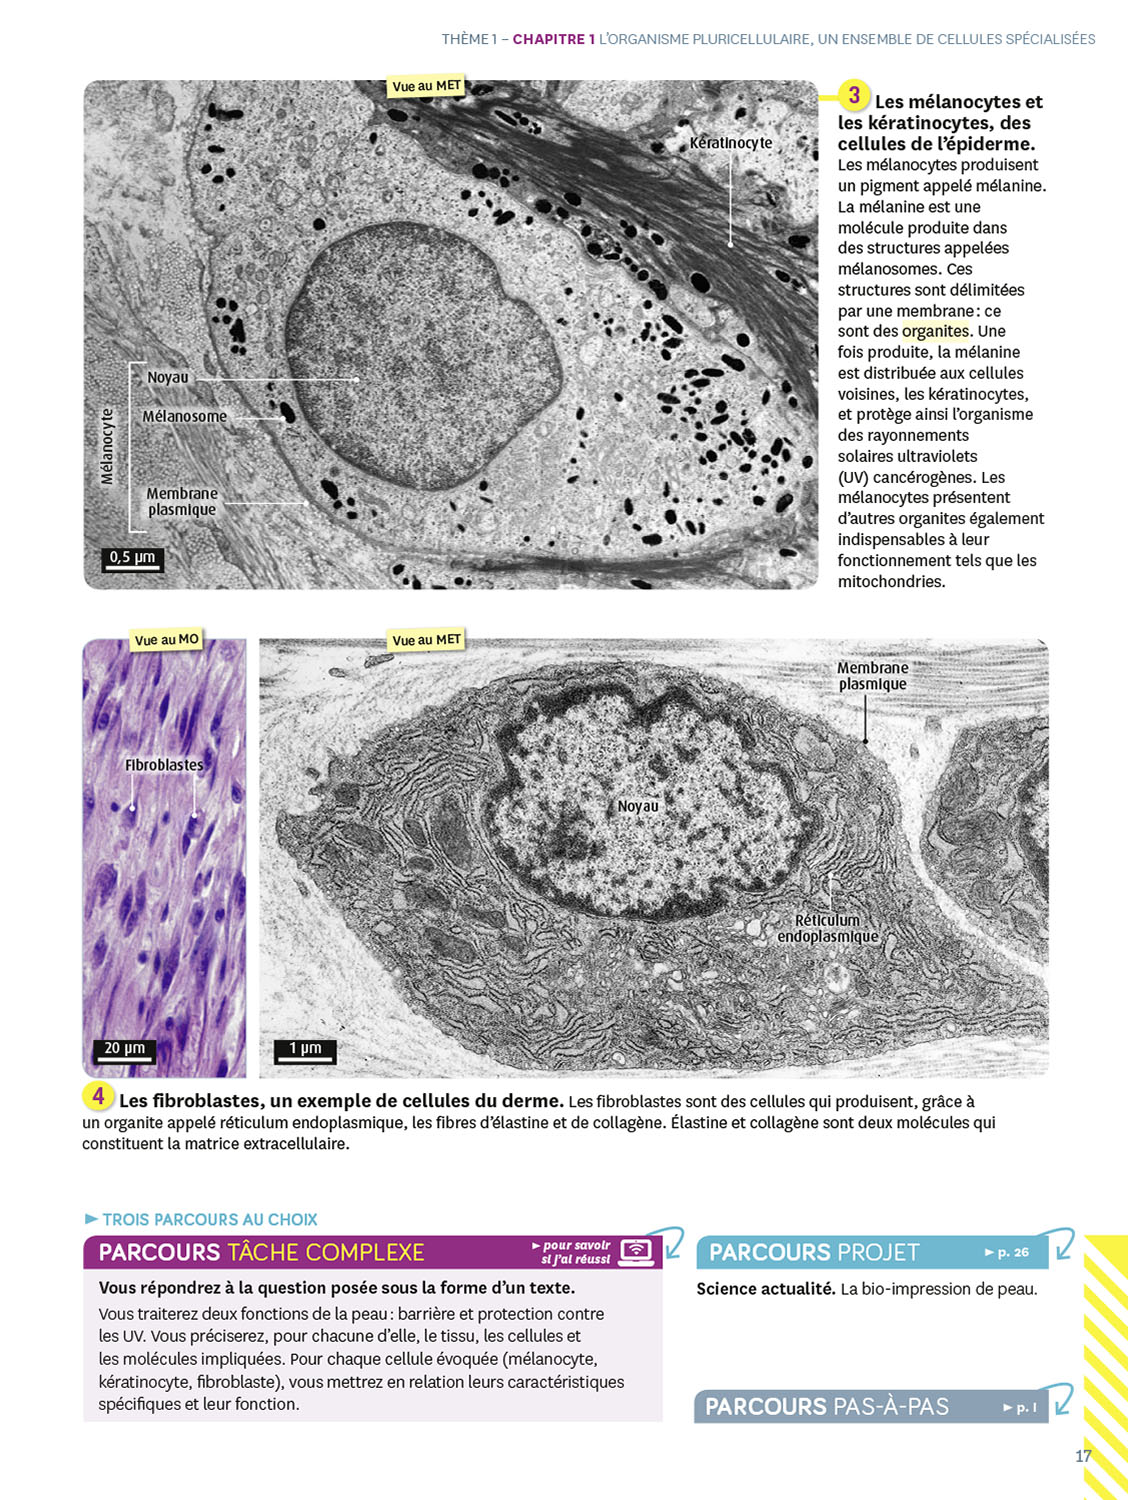 THÈME 1 – CHAPITRE 1 L’ORGANISME PLURICELLULAIRE, UN ENSEMBLE DE CELLULES SPÉCIALISÉES
Vue au MET
Kératinocyte
Noyau
Mélanosome
Mélanocyte
Membrane
plasmique
0,5 µm
3 Les mélanocytes et
les kératinocytes, des
cellules de l’épiderme.
Les mélanocytes produisent
un pigment appelé mélanine.
La mélanine est une
molécule produite dans
des structures appelées
mélanosomes. Ces
structures sont délimitées
par une membrane : ce
sont des organites. Une
fois produite, la mélanine
est distribuée aux cellules
voisines, les kératinocytes,
et protège ainsi l’organisme
des rayonnements
solaires ultraviolets
(UV) cancérogènes. Les
mélanocytes présentent
d’autres organites également
indispensables à leur
fonctionnement tels que les
mitochondries.
Vue au MO
Fibroblastes
20 µm
Vue au MET
Membrane
plasmique
Noyau
Réticulum
endoplasmique
1 µm
4 Les fibroblastes, un exemple de cellules du derme. Les fibroblastes sont des cellules qui produisent, grâce à
un organite appelé réticulum endoplasmique, les fibres d’élastine et de collagène. Élastine et collagène sont deux molécules qui
constituent la matrice extracellulaire.
► TROIS PARCOURS AU CHOIX
PARCOURS TÂCHE COMPLEXE
► pour savoir
si j’ai réussi
Vous répondrez à la question posée sous la forme d’un texte.
Vous traiterez deux fonctions de la peau : barrière et protection contre
les UV. Vous préciserez, pour chacune d’elle, le tissu, les cellules et
les molécules impliquées. Pour chaque cellule évoquée (mélanocyte,
kératinocyte, fibroblaste), vous mettrez en relation leurs caractéristiques
spécifiques et leur fonction.
PARCOURS PROJET ► p. 26
Science actualité. La bio-impression de peau.
PARCOURS PAS-À-PAS ► p. I
17